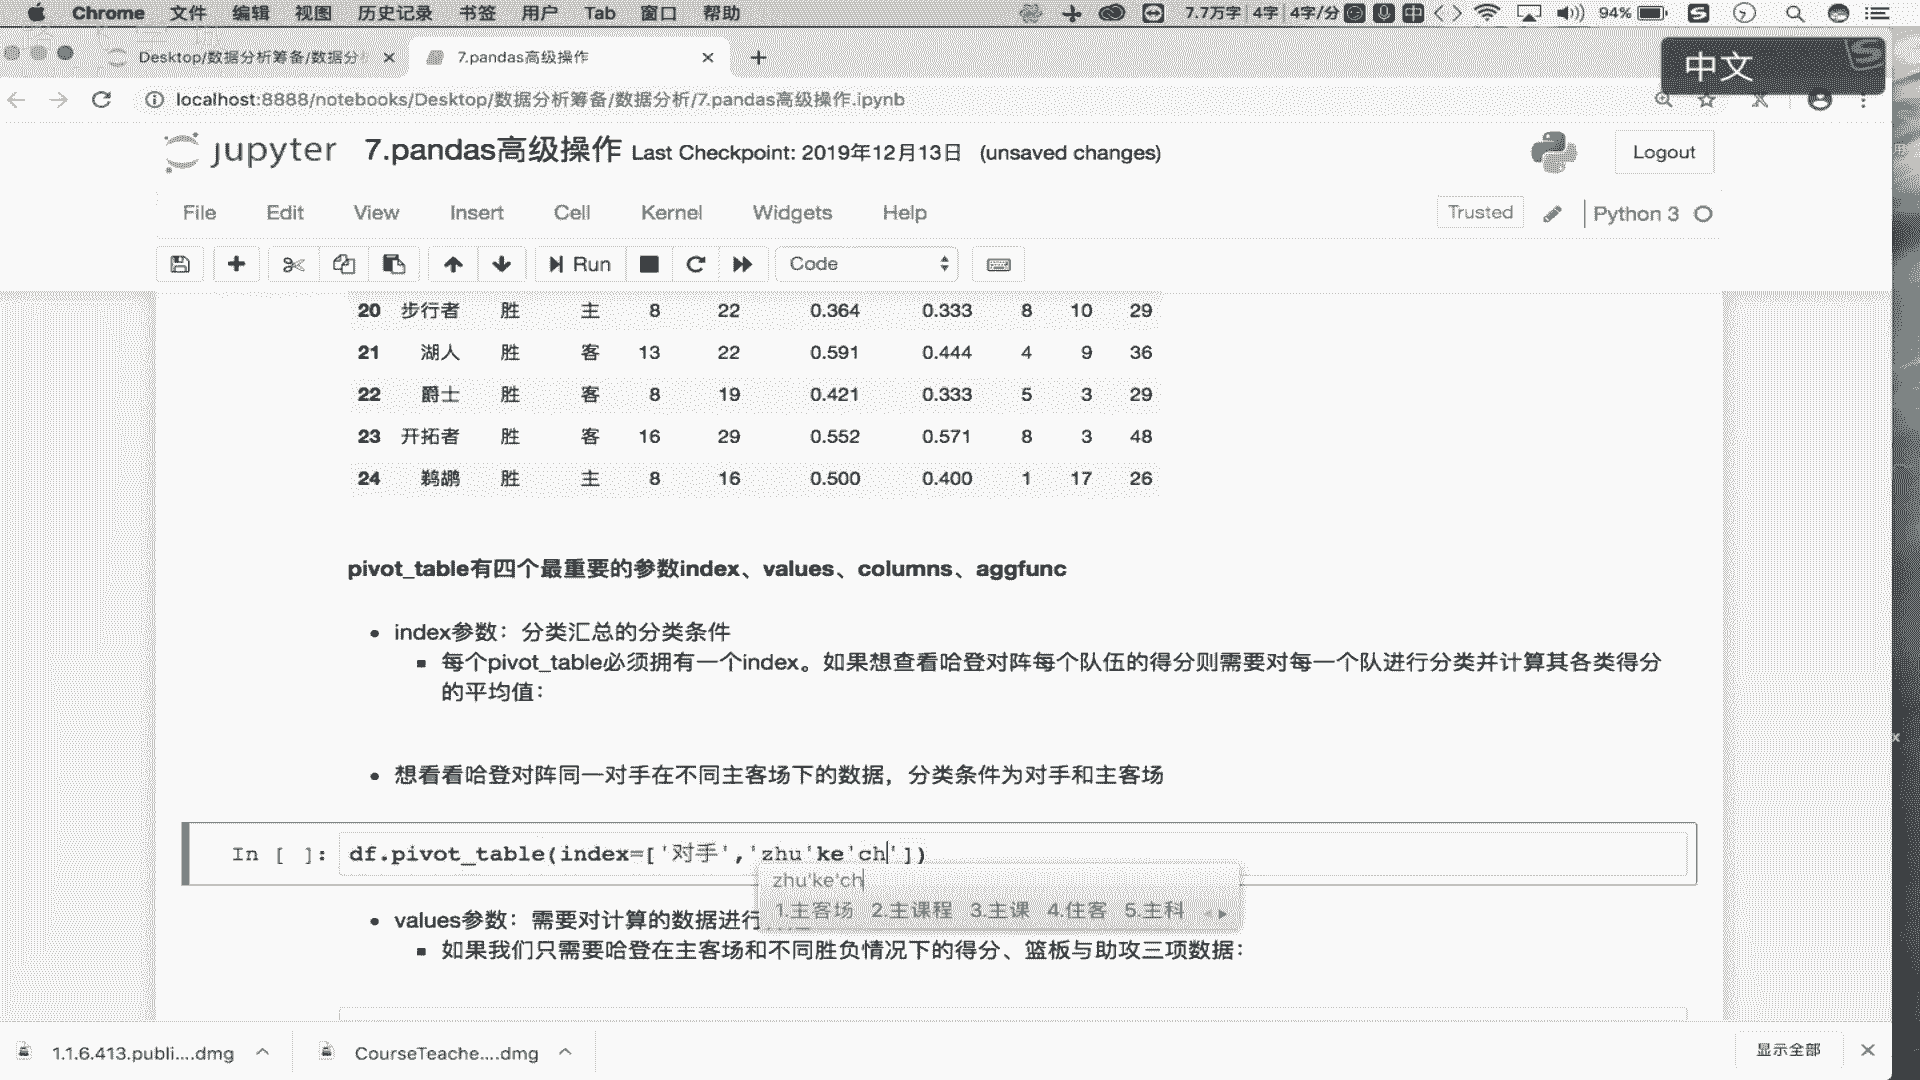 Chrome 文件 编辑 视图 历史记录 书签 用户 Tab 窗口 帮助 7.7万字 4字 4字/分 中 94%
Desktop/数据分析筹备/数据分 7.pandas高级操作
中文
localhost:8888/notebooks/Desktop/数据分析筹备/数据分析/7.pandas高级操作.ipynb
jupyter 7.pandas高级操作 Last Checkpoint: 2019年12月13日 (unsaved changes) Logout
File Edit View Insert Cell Kernel Widgets Help Trusted Python 3
Run Code
20 步行者 胜 主 8 22 0.364 0.333 8 10 29
21 湖人 胜 客 13 22 0.591 0.444 4 9 36
22 爵士 胜 客 8 19 0.421 0.333 5 3 29
23 开拓者 胜 客 16 29 0.552 0.571 8 3 48
24 鹈鹕 胜 主 8 16 0.500 0.400 1 17 26
pivot_table有四个最重要的参数index、values、columns、aggfunc
index参数：分类汇总的分类条件
每个pivot_table必须拥有一个index。如果想查看哈登对阵每个队伍的得分则需要对每一个队进行分类并计算其各类得分
的平均值：
想看看哈登对阵同一对手在不同主客场下的数据，分类条件为对手和主客场
In [ ]: df.pivot_table(index=['对手','zhu'ke'ch'])
zhu'ke'ch
1.主客场 2.主课程 3.主课 4.住客 5.主科
values参数：需要对计算的数据进行
如果我们只需要哈登在主客场和不同胜负情况下的得分、篮板与助攻三项数据：
1.1.6.413.publi....dmg CourseTeache....dmg 显示全部